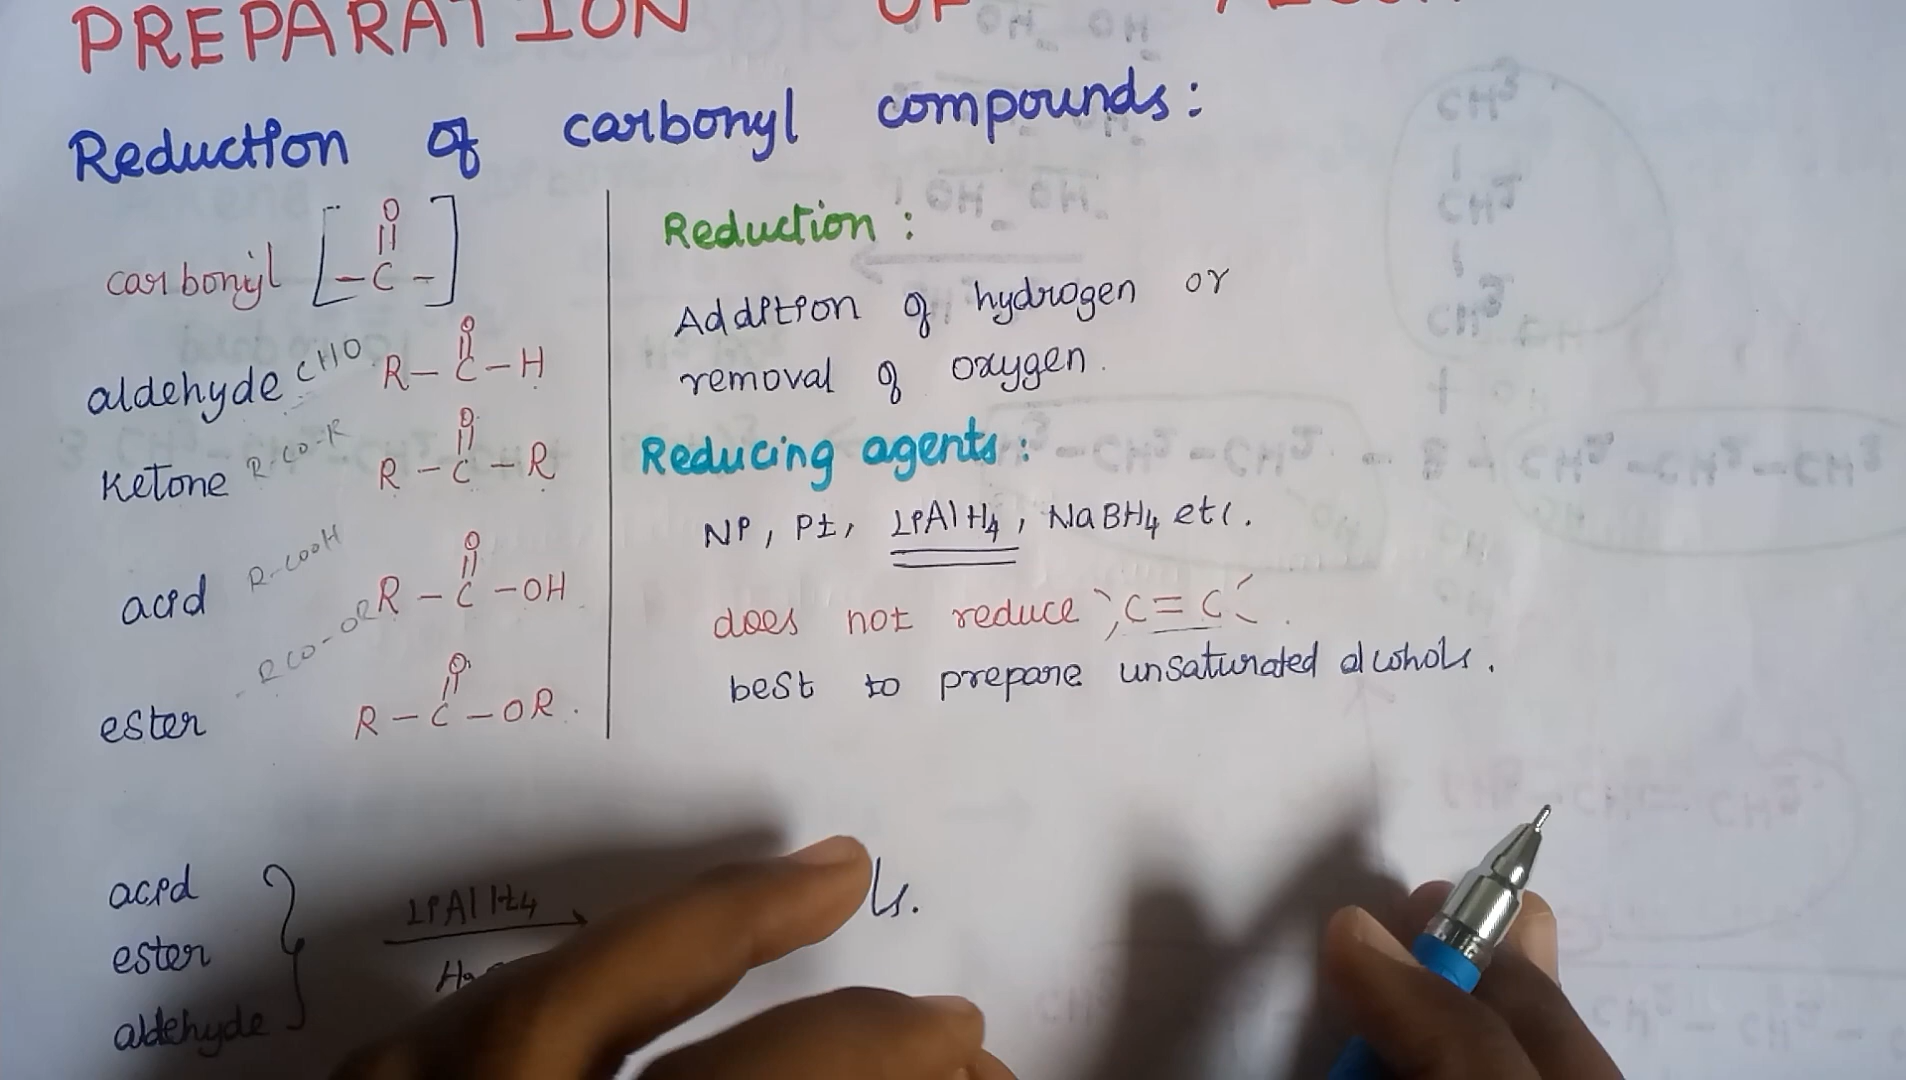 PREPARATION OF
Reduction of carbonyl compounds:
carbonyl [-C-]
O
aldehyde CHO R-C-H
O
Ketone R-CO-R R-C-R
O
acid R-COOH R-C-OH
O
ester RCO-OR R-C-OR.
O
Reduction:
Addition of hydrogen or
removal of oxygen.
Reducing agents:
Ni, Pt, LiAlH4, NaBH4 etc.
does not reduce >C=C<.
best to prepare unsaturated alcohols.
acid
ester
aldehyde
LiAlH4
ls.